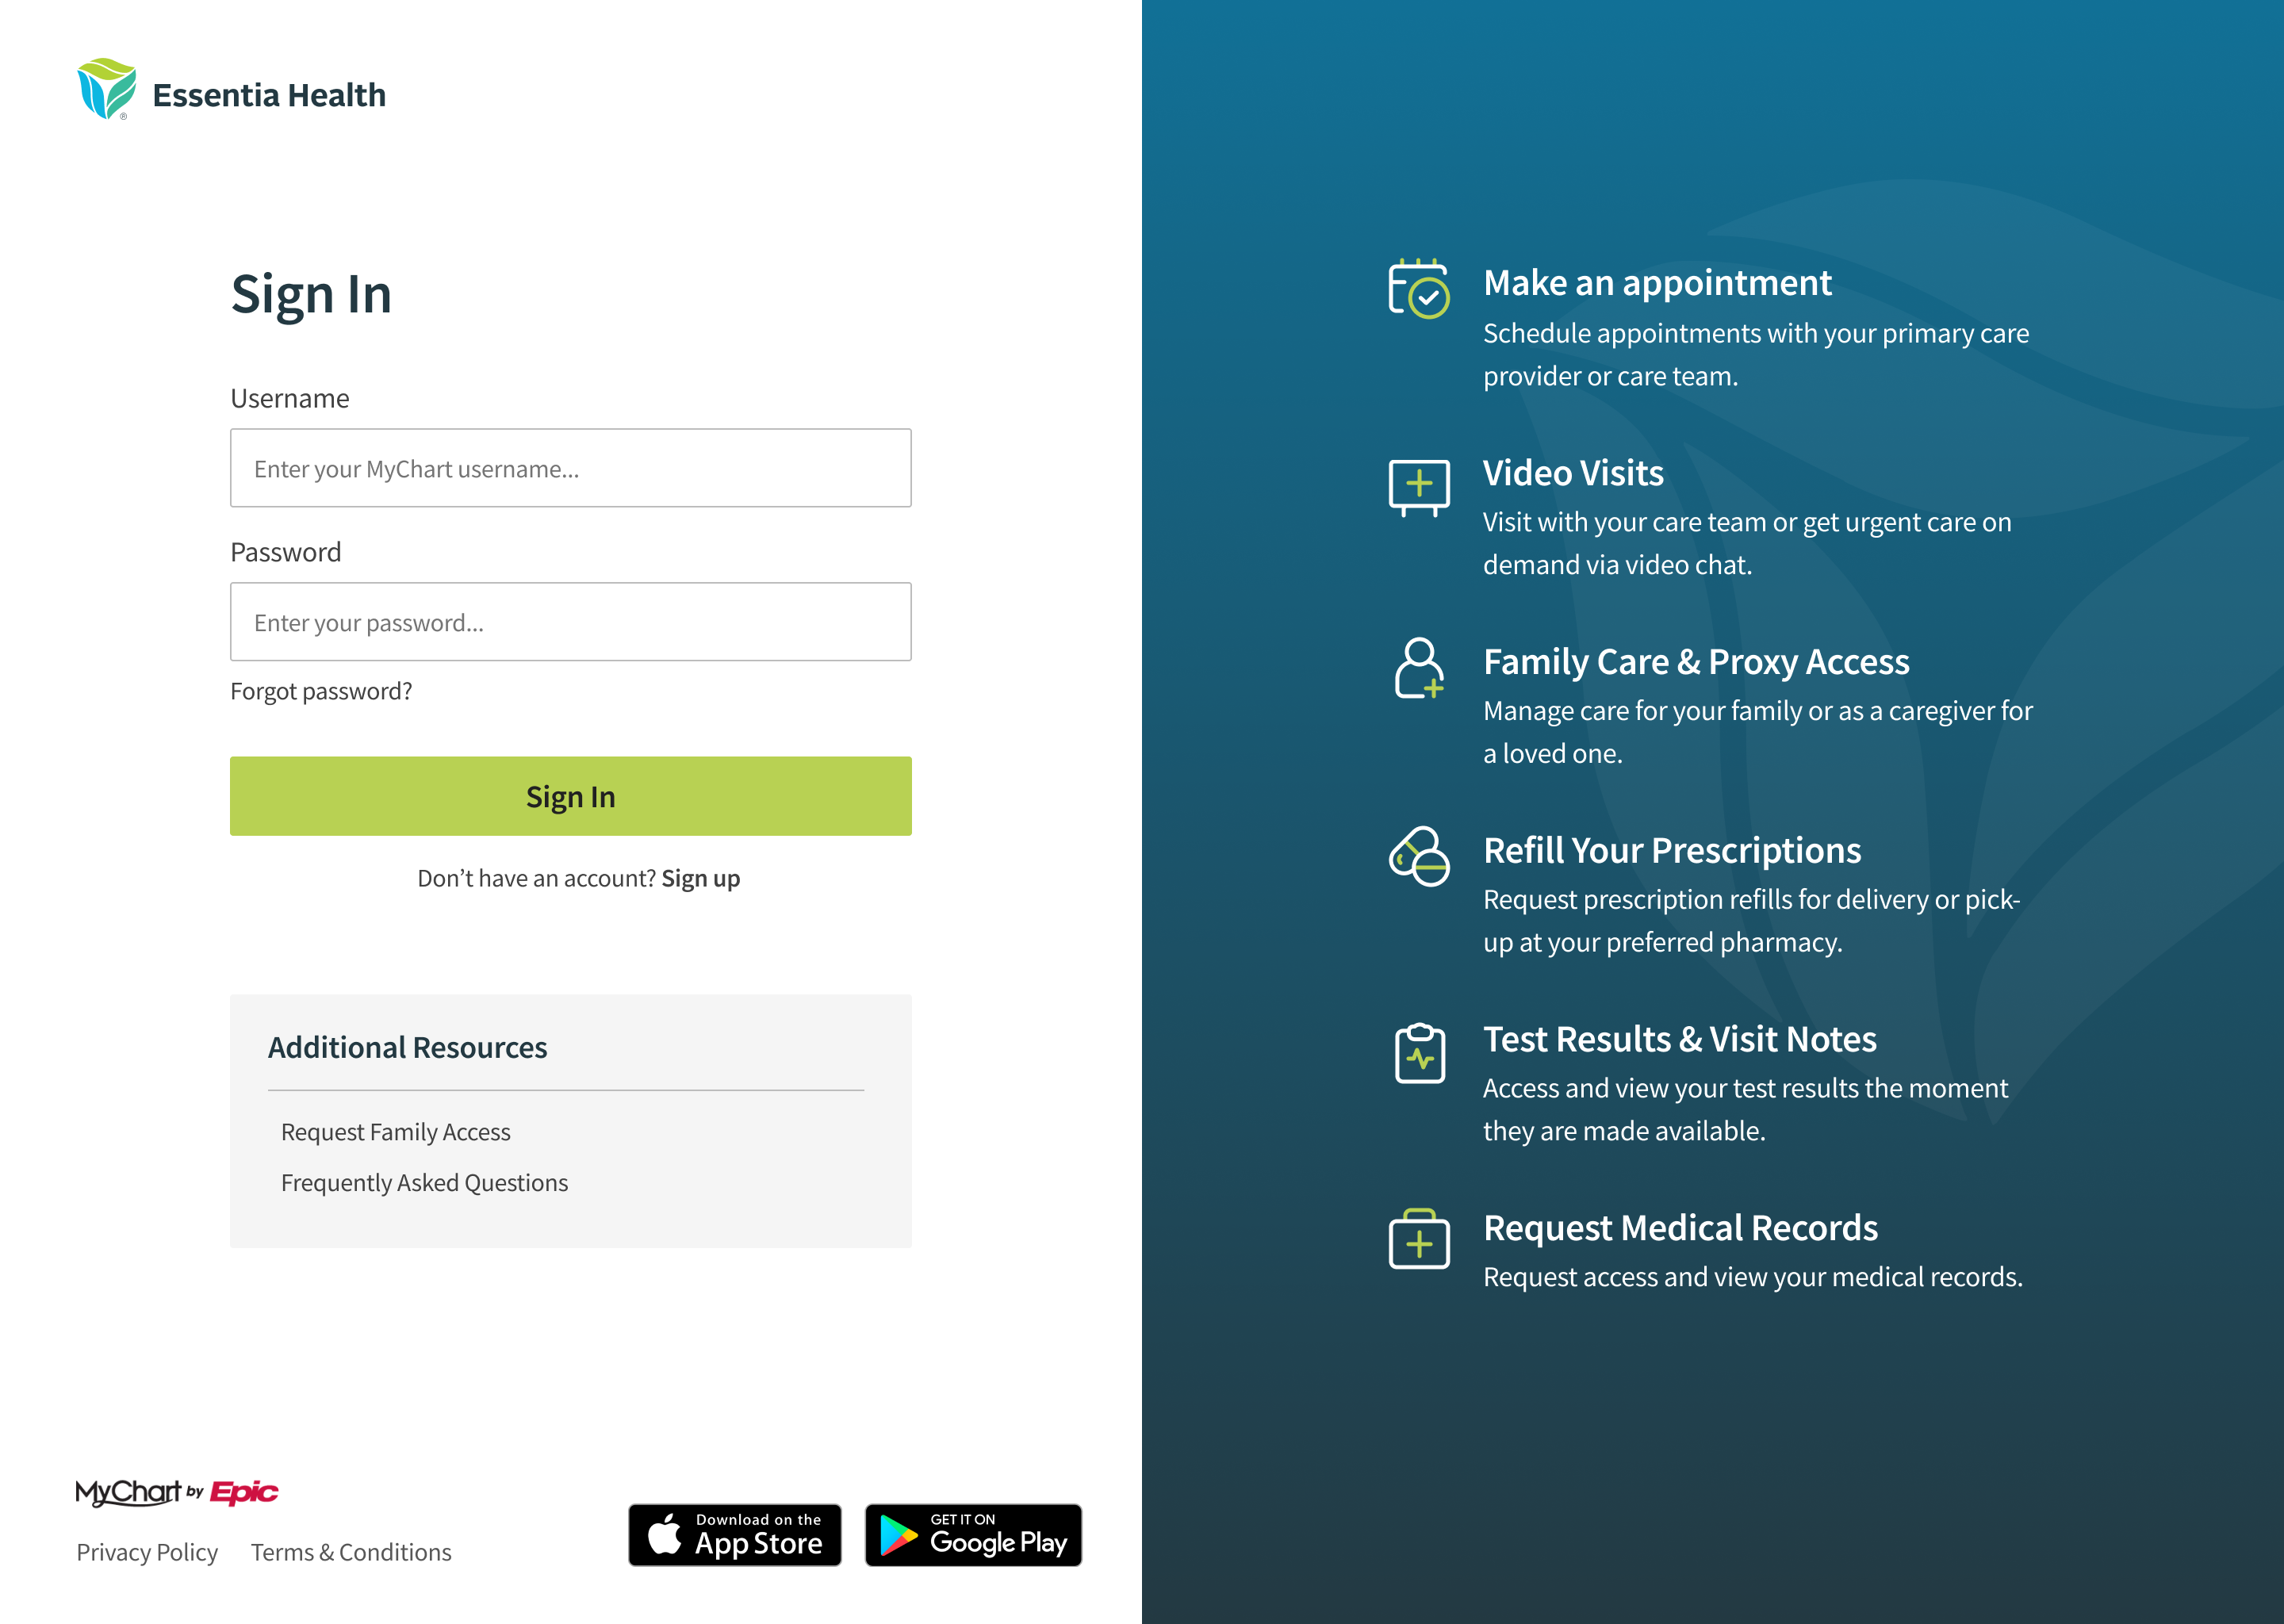 Essentia Health
®
Sign In
Username
Enter your MyChart username...
Password
Enter your password...
Forgot password?
Sign In
Don’t have an account? Sign up
Additional Resources
Request Family Access
Frequently Asked Questions
MyChart by Epic
Privacy Policy Terms & Conditions
Download on the
App Store
GET IT ON
Google Play
Make an appointment
Schedule appointments with your primary care
provider or care team.
Video Visits
Visit with your care team or get urgent care on
demand via video chat.
Family Care & Proxy Access
Manage care for your family or as a caregiver for
a loved one.
Refill Your Prescriptions
Request prescription refills for delivery or pick-
up at your preferred pharmacy.
Test Results & Visit Notes
Access and view your test results the moment
they are made available.
Request Medical Records
Request access and view your medical records.